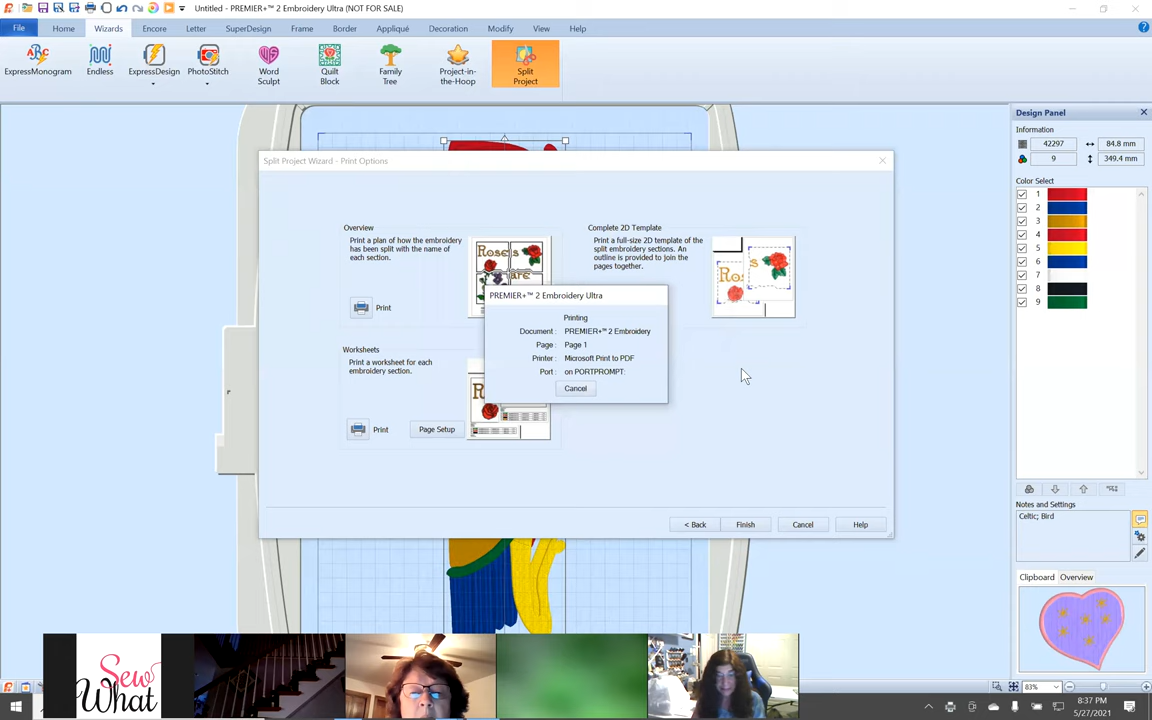 Untitled - PREMIER+™ 2 Embroidery Ultra (NOT FOR SALE)
File Home Wizards Encore Letter SuperDesign Frame Border Appliqué Decoration Modify View Help
ExpressMonogram Endless ExpressDesign PhotoStitch Word Sculpt Quilt Block Family Tree Project-in-the-Hoop Split Project
Design Panel
Information
42297 84.8 mm
9 349.4 mm
Color Select
1
2
3
4
5
6
7
8
9
Notes and Settings
Celtic; Bird
Clipboard Overview
Split Project Wizard - Print Options
Overview
Print a plan of how the embroidery
has been split with the name of
each section.
Print
Complete 2D Template
Print a full-size 2D template of the
split embroidery sections. An
outline is provided to join the
pages together.
Worksheets
Print a worksheet for each
embroidery section.
Print Page Setup
PREMIER+™ 2 Embroidery Ultra
Printing
Document : PREMIER+™ 2 Embroidery
Page : Page 1
Printer : Microsoft Print to PDF
Port : on PORTPROMPT:
Cancel
< Back Finish Cancel Help
Sew
What
83%
8:37 PM
5/27/2021